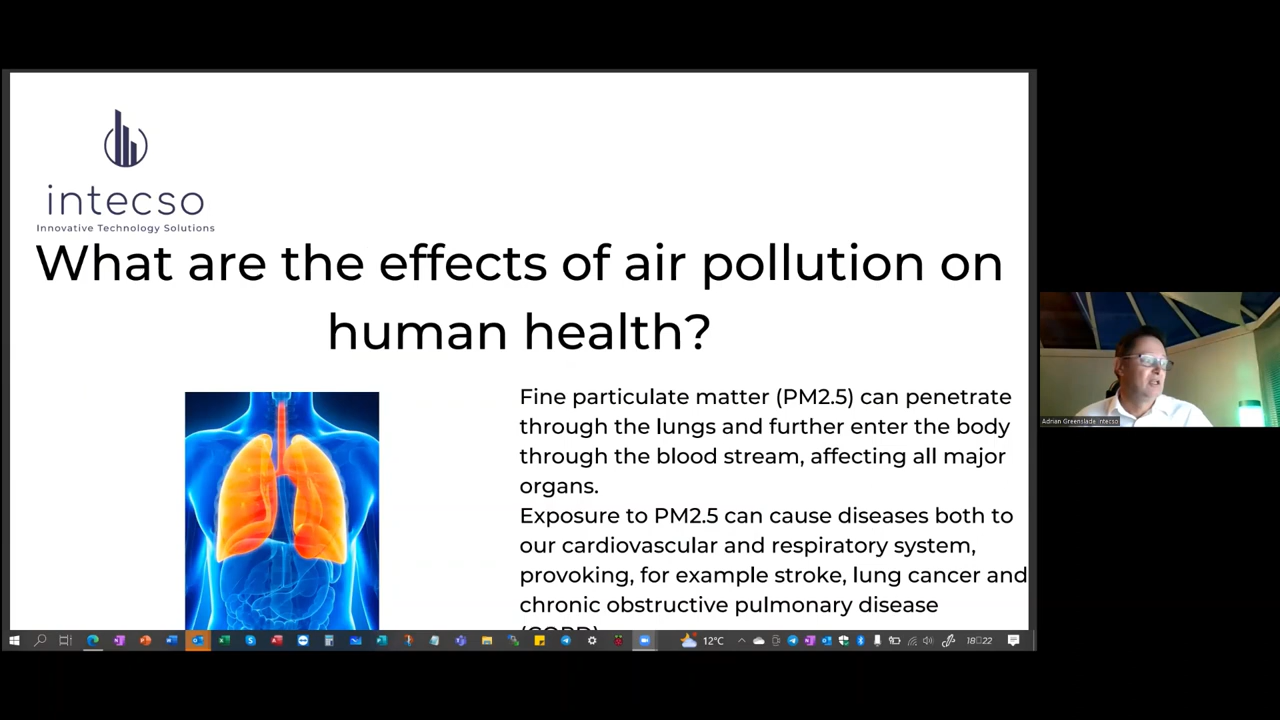 intecso
Innovative Technology Solutions
What are the effects of air pollution on
human health?
Fine particulate matter (PM2.5) can penetrate
through the lungs and further enter the body
through the blood stream, affecting all major
organs.
Exposure to PM2.5 can cause diseases both to
our cardiovascular and respiratory system,
provoking, for example stroke, lung cancer and
chronic obstructive pulmonary disease
(COPD)
Adrian Greenslade Intecso
12°C
18:22